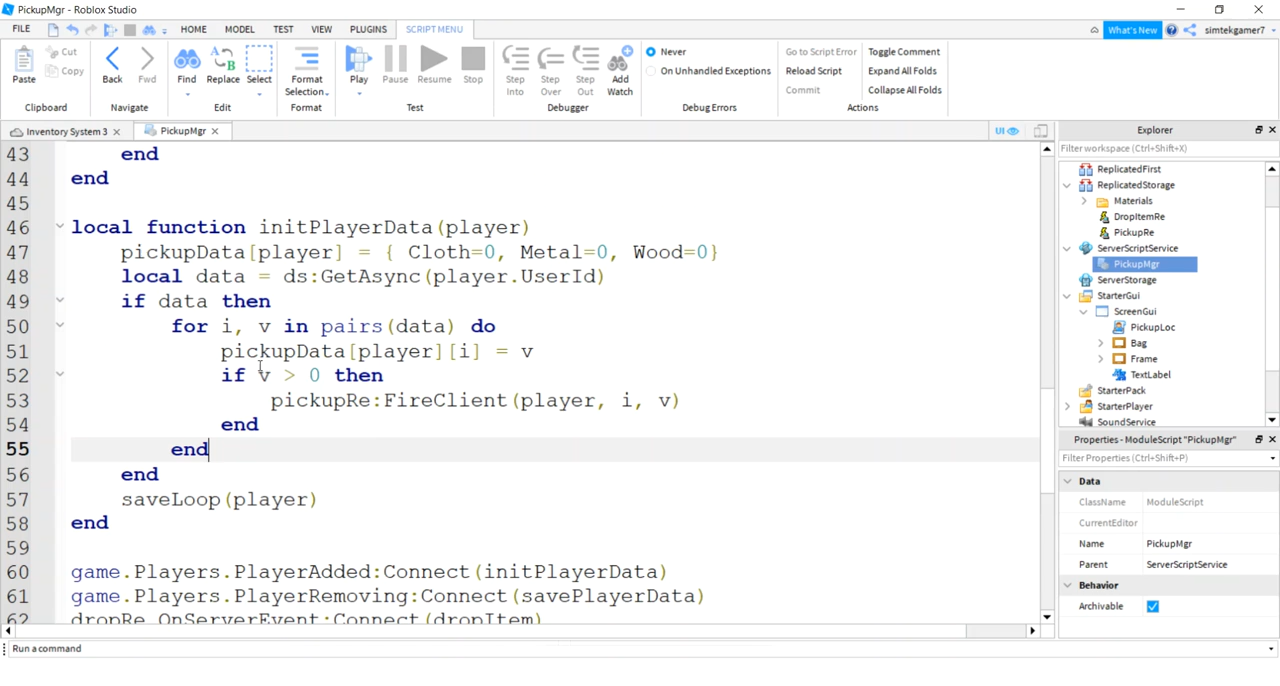 PickupMgr - Roblox Studio
FILE HOME MODEL TEST VIEW PLUGINS SCRIPT MENU What's New simtekgamer7
Paste Cut Copy Back Fwd Find Replace Select Format Selection Play Pause Resume Stop Step Into Step Over Step Out Add Watch Never On Unhandled Exceptions Go to Script Error Reload Script Commit Toggle Comment Expand All Folds Collapse All Folds
Clipboard Navigate Edit Format Test Debugger Debug Errors Actions
Inventory System 3 PickupMgr UI
43 end
44 end
45
46 local function initPlayerData(player)
47 pickupData[player] = { Cloth=0, Metal=0, Wood=0}
48 local data = ds:GetAsync(player.UserId)
49 if data then
50 for i, v in pairs(data) do
51 pickupData[player][i] = v
52 if v > 0 then
53 pickupRe:FireClient(player, i, v)
54 end
55 end
56 end
57 saveLoop(player)
58 end
59
60 game.Players.PlayerAdded:Connect(initPlayerData)
61 game.Players.PlayerRemoving:Connect(savePlayerData)
62 dropRe.OnServerEvent:Connect(dropItem)
Run a command
Explorer
Filter workspace (Ctrl+Shift+X)
ReplicatedFirst
ReplicatedStorage
Materials
DropItemRe
PickupRe
ServerScriptService
PickupMgr
ServerStorage
StarterGui
ScreenGui
PickupLoc
Bag
Frame
TextLabel
StarterPack
StarterPlayer
SoundService
Properties - ModuleScript "PickupMgr"
Filter Properties (Ctrl+Shift+P)
Data
ClassName ModuleScript
CurrentEditor
Name PickupMgr
Parent ServerScriptService
Behavior
Archivable